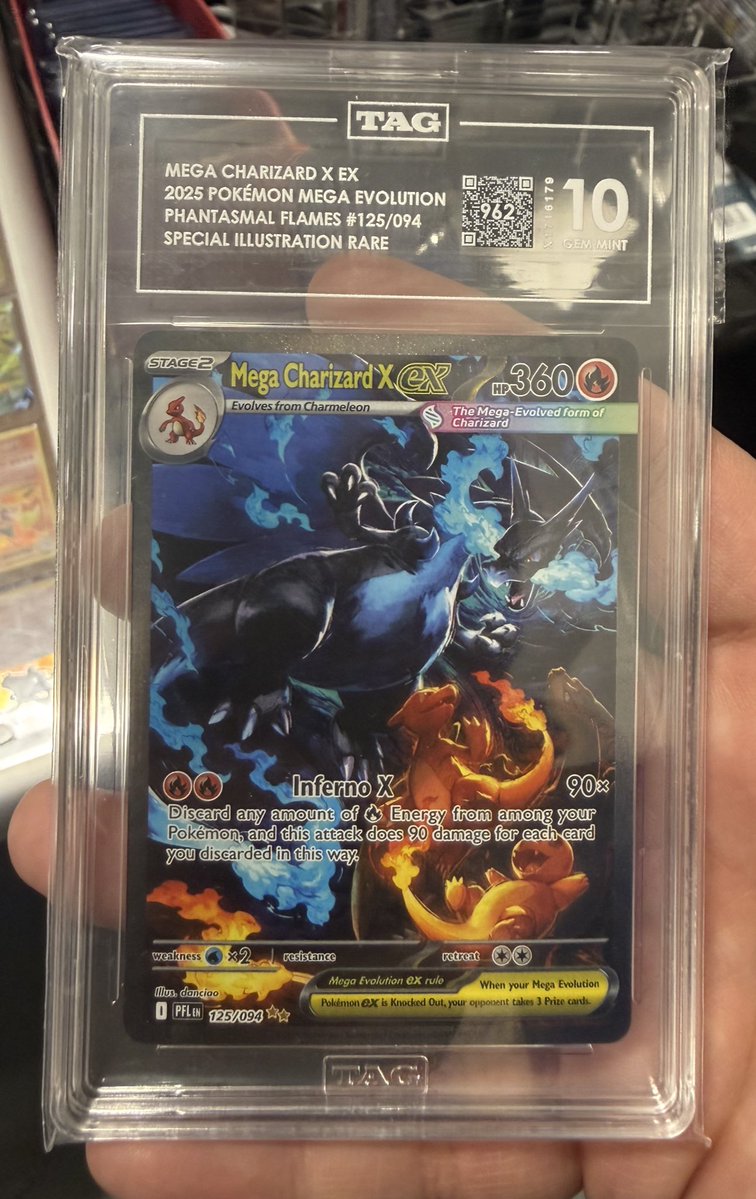 TAG
MEGA CHARIZARD X EX
2025 POKÉMON MEGA EVOLUTION
PHANTASMAL FLAMES #125/094
SPECIAL ILLUSTRATION RARE
962
10
GEM MINT
STAGE2
Mega Charizard X ex
HP 360
Evolves from Charmeleon
The Mega-Evolved form of
Charizard
Inferno X 90×
Discard any amount of Energy from among your
Pokémon, and this attack does 90 damage for each card
you discarded in this way.
weakness ×2 resistance retreat
Mega Evolution ex rule
When your Mega Evolution
Pokémon ex is Knocked Out, your opponent takes 3 Prize cards.
Illus. danciao
I PFL EN 125/094
TAG